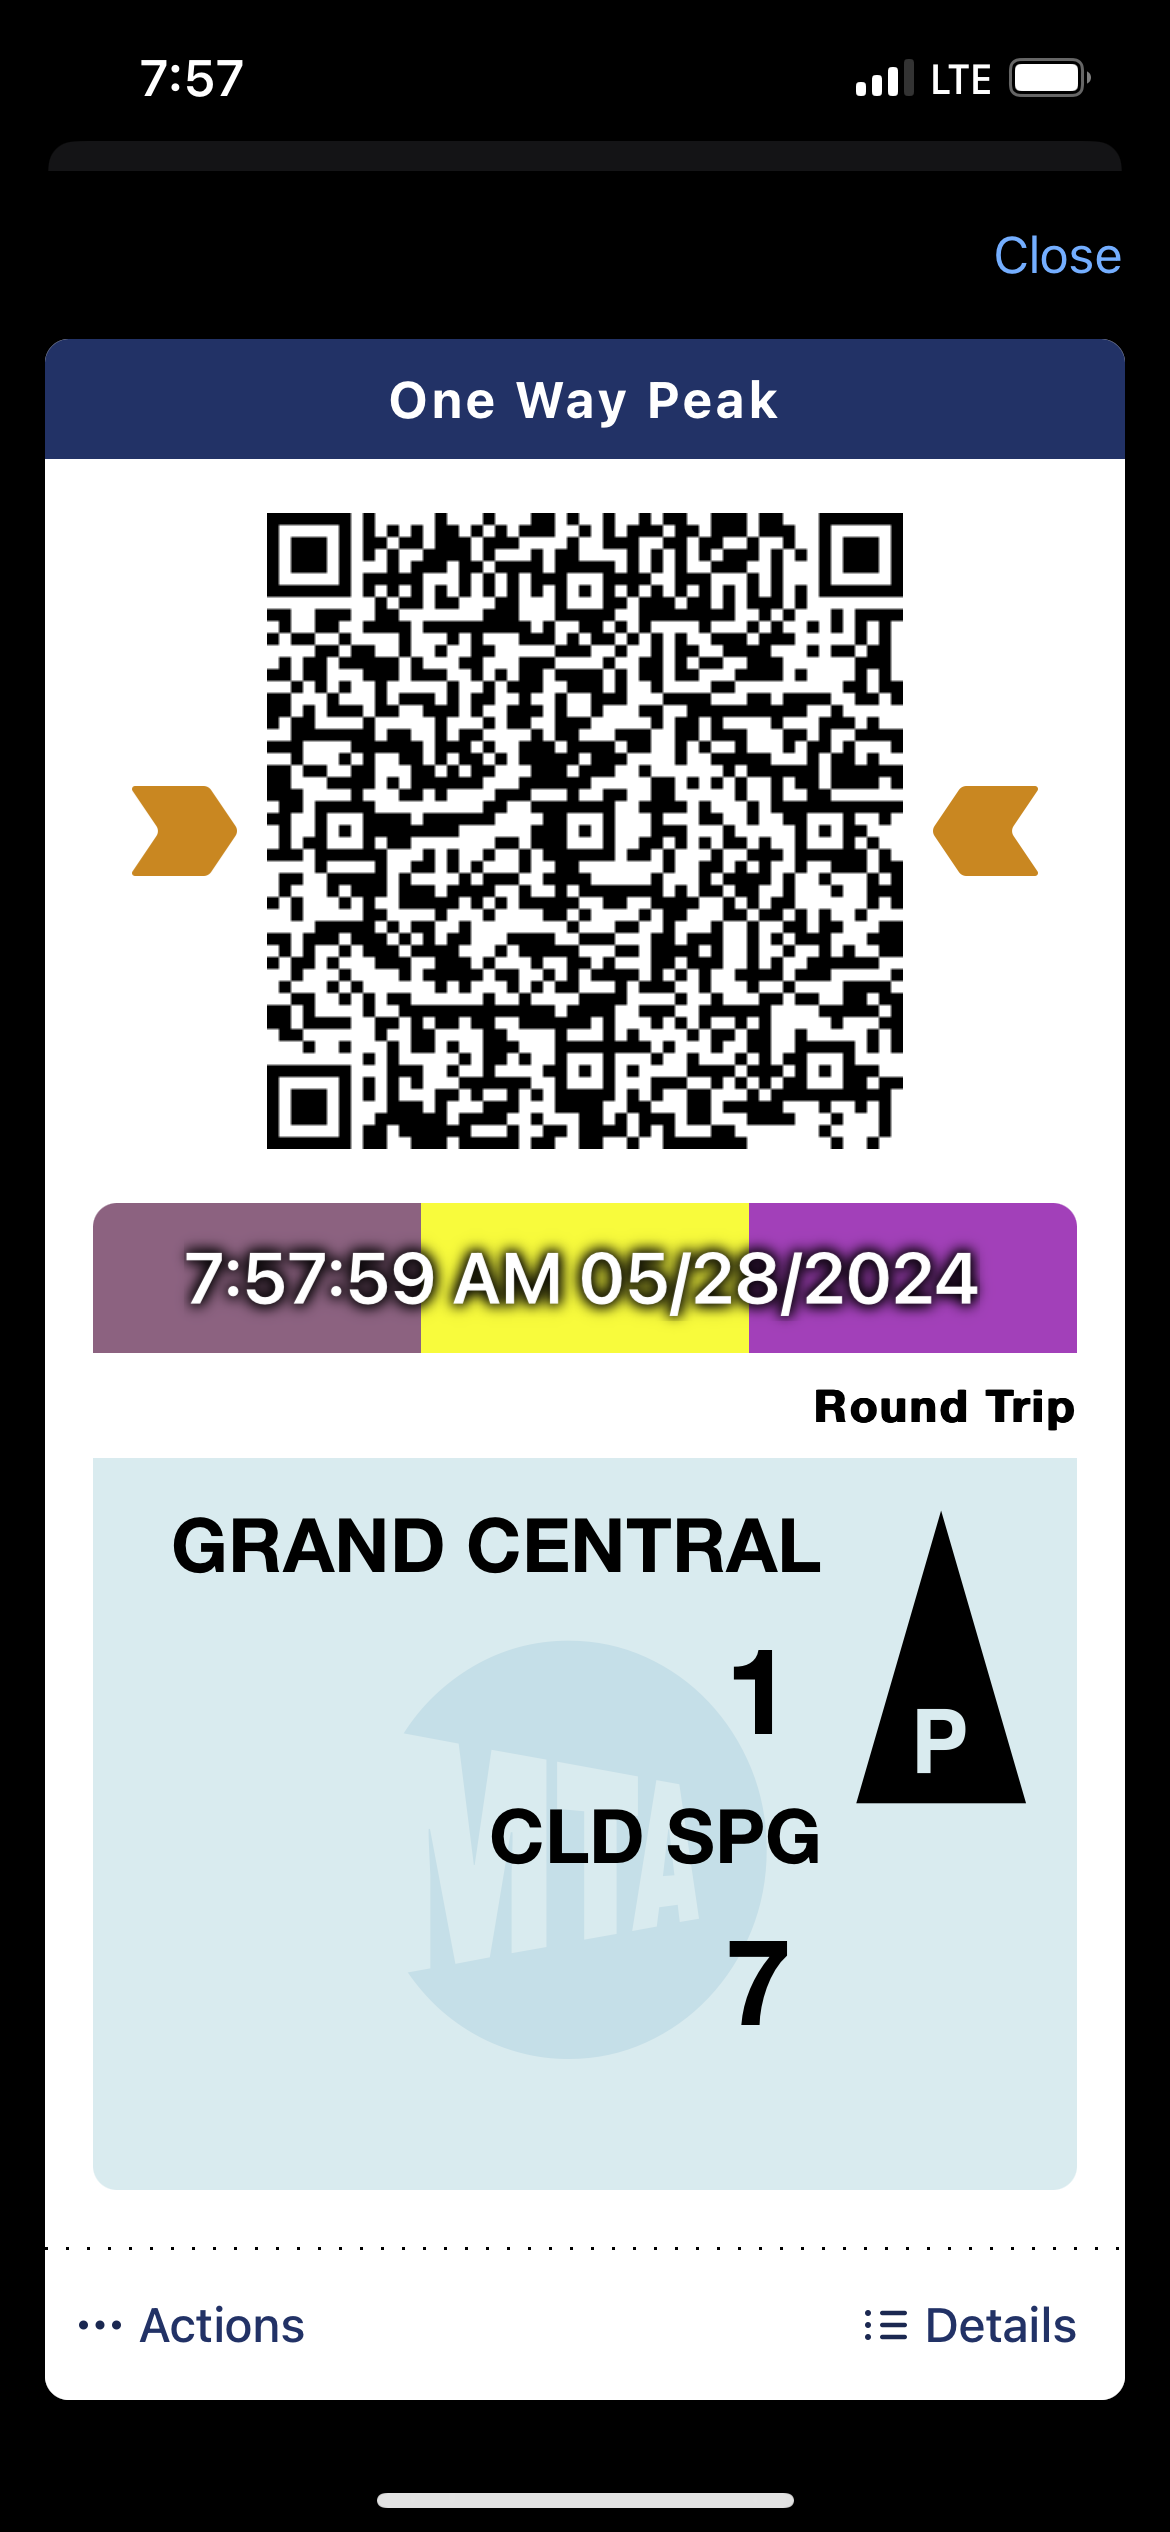 7:57
LTE
Close
One Way Peak
7:57:59 AM 05/28/2024
Round Trip
GRAND CENTRAL
1
P
CLD SPG
7
MTA
Actions
Details